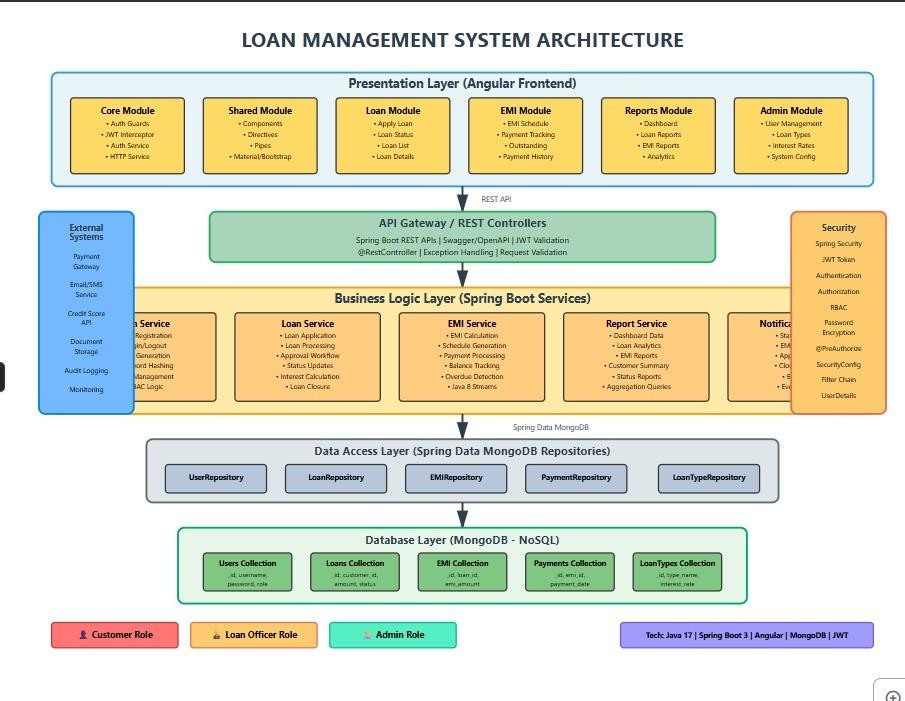 LOAN MANAGEMENT SYSTEM ARCHITECTURE
Presentation Layer (Angular Frontend)
Core Module
• Auth Guards
• JWT Interceptor
• Auth Service
• HTTP Service
Shared Module
• Components
• Directives
• Pipes
• Material/Bootstrap
Loan Module
• Apply Loan
• Loan Status
• Loan List
• Loan Details
EMI Module
• EMI Schedule
• Payment Tracking
• Outstanding
• Payment History
Reports Module
• Dashboard
• Loan Reports
• EMI Reports
• Analytics
Admin Module
• User Management
• Loan Types
• Interest Rates
• System Config
REST API
External
Systems
Payment
Gateway
Email/SMS
Service
Credit Score
API
Document
Storage
Audit Logging
Monitoring
API Gateway / REST Controllers
Spring Boot REST APIs | Swagger/OpenAPI | JWT Validation
@RestController | Exception Handling | Request Validation
Security
Spring Security
JWT Token
Authentication
Authorization
RBAC
Password
Encryption
@PreAuthorize
SecurityConfig
Filter Chain
UserDetails
Business Logic Layer (Spring Boot Services)
Service
Registration
/Logout
Generation
Hashing
Management
Logic
Loan Service
• Loan Application
• Loan Processing
• Approval Workflow
• Status Updates
• Interest Calculation
• Loan Closure
EMI Service
• EMI Calculation
• Schedule Generation
• Payment Processing
• Balance Tracking
• Overdue Detection
• Java 8 Streams
Report Service
• Dashboard Data
• Loan Analytics
• EMI Reports
• Customer Summary
• Status Reports
• Aggregation Queries
Notifica
Spring Data MongoDB
Data Access Layer (Spring Data MongoDB Repositories)
UserRepository
LoanRepository
EMIRepository
PaymentRepository
LoanTypeRepository
Database Layer (MongoDB - NoSQL)
Users Collection
_id, username,
password, role
Loans Collection
_id, customer_id,
amount, status
EMI Collection
_id, loan_id,
emi_amount
Payments Collection
_id, emi_id,
payment_date
LoanTypes Collection
_id, type_name,
interest_rate
Customer Role
Loan Officer Role
Admin Role
Tech: Java 17 | Spring Boot 3 | Angular | MongoDB | JWT